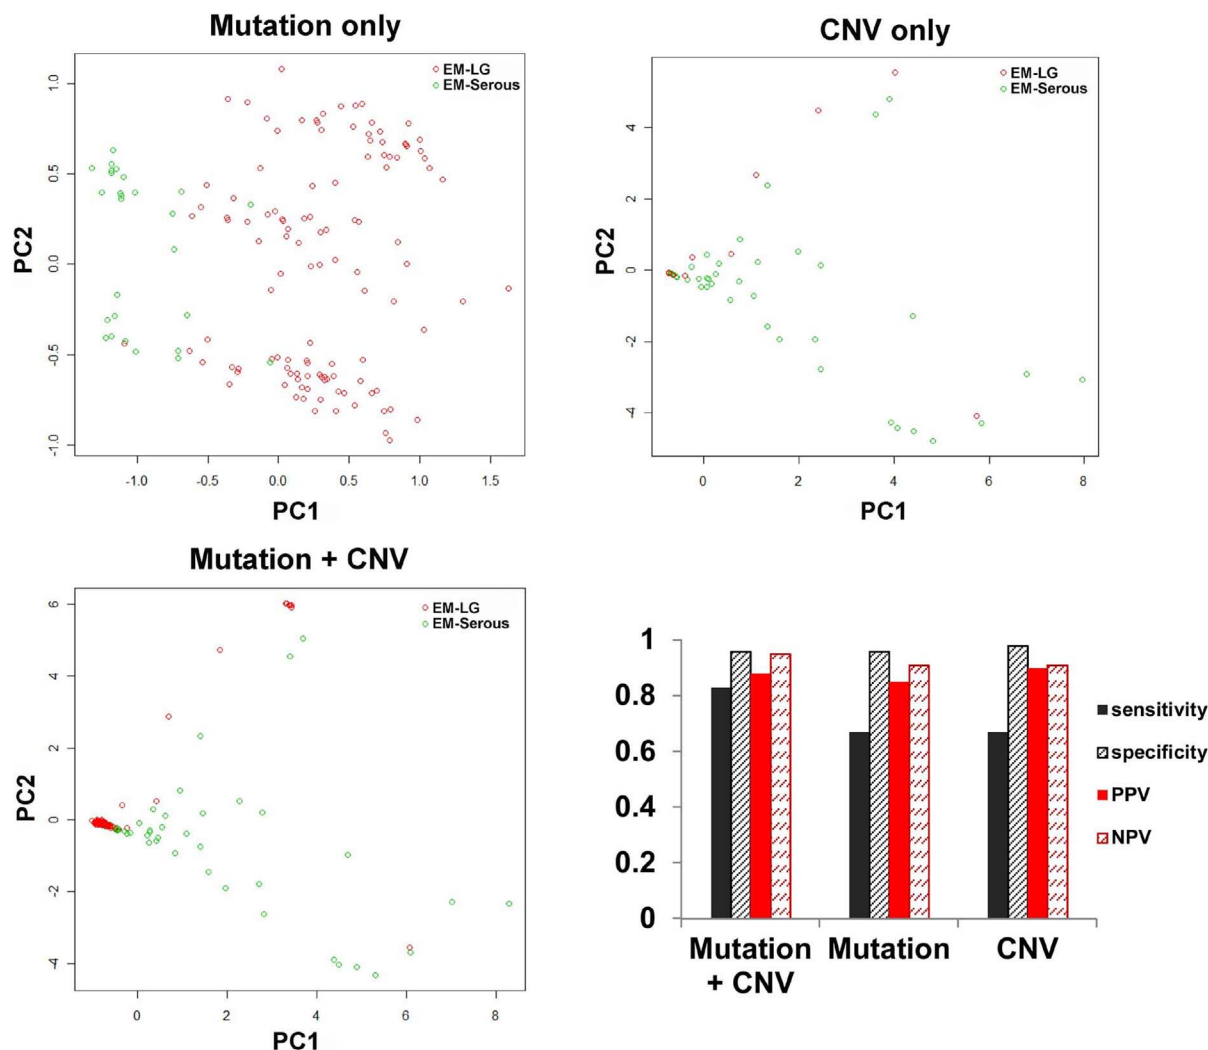 Mutation only
EM-LG
EM-Serous
1.0
0.5
0.0
-0.5
-1.0
PC2
-1.0 -0.5 0.0 0.5 1.0 1.5
PC1
CNV only
EM-LG
EM-Serous
4
2
0
-2
-4
PC2
0 2 4 6 8
PC1
Mutation + CNV
EM-LG
EM-Serous
6
4
2
0
-2
-4
PC2
0 2 4 6 8
PC1
1
0.8
0.6
0.4
0.2
0
Mutation
+ CNV
Mutation
CNV
sensitivity
specificity
PPV
NPV